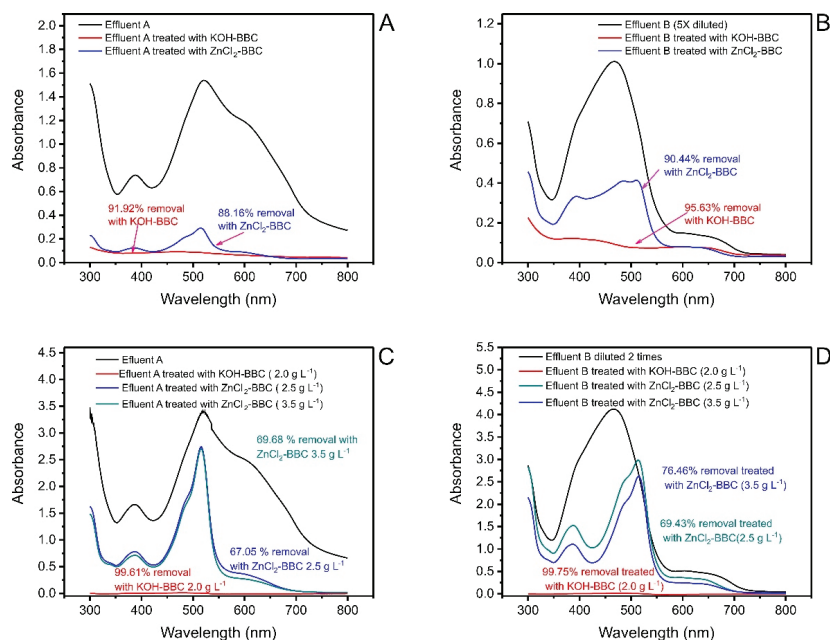 A
Effluent A
Effluent A treated with KOH-BBC
Effluent A treated with ZnCl2-BBC
2.0
1.8
1.6
1.4
1.2
1.0
0.8
0.6
0.4
0.2
0.0
Absorbance
91.92% removal
with KOH-BBC
88.16% removal
with ZnCl2-BBC
300 400 500 600 700 800
Wavelength (nm)
B
Effluent B (5X diluted)
Effluent B treated with KOH-BBC
Effluent B treated with ZnCl2-BBC
1.0
0.8
0.6
0.4
0.2
0.0
Absorbance
90.44% removal
with ZnCl2-BBC
95.63% removal
with KOH-BBC
300 400 500 600 700 800
Wavelength (nm)
C
Effluent A
Efluent A treated with KOH-BBC ( 2.0 g L-1)
Effluent A treated with ZnCl2-BBC ( 2.5 g L-1)
Effluent A treated with ZnCl2-BBC ( 3.5 g L-1)
4.5
4.0
3.5
3.0
2.5
2.0
1.5
1.0
0.5
0.0
Absorbance
69.68 % removal with
ZnCl2-BBC 3.5 g L-1
67.05 % removal
with ZnCl2-BBC 2.5 g L-1
99.61% removal
with KOH-BBC 2.0 g L-1
300 400 500 600 700 800
Wavelength (nm)
D
Effluent B diluted 2 times
Effluent B treated with KOH-BBC (2.0 g L-1)
Effluent B treated with ZnCl2-BBC (2.5 g L-1)
Effluent B treated with ZnCl2-BBC (3.5 g L-1)
5.5
5.0
4.5
4.0
3.5
3.0
2.5
2.0
1.5
1.0
0.5
0.0
Absorbance
76.46% removal treated
with ZnCl2-BBC (3.5 g L-1)
69.43% removal treated
with ZnCl2-BBC(2.5 g L-1)
99.75% removal treated
with KOH-BBC (2.0 g L-1)
300 400 500 600 700 800
Wavelength (nm)